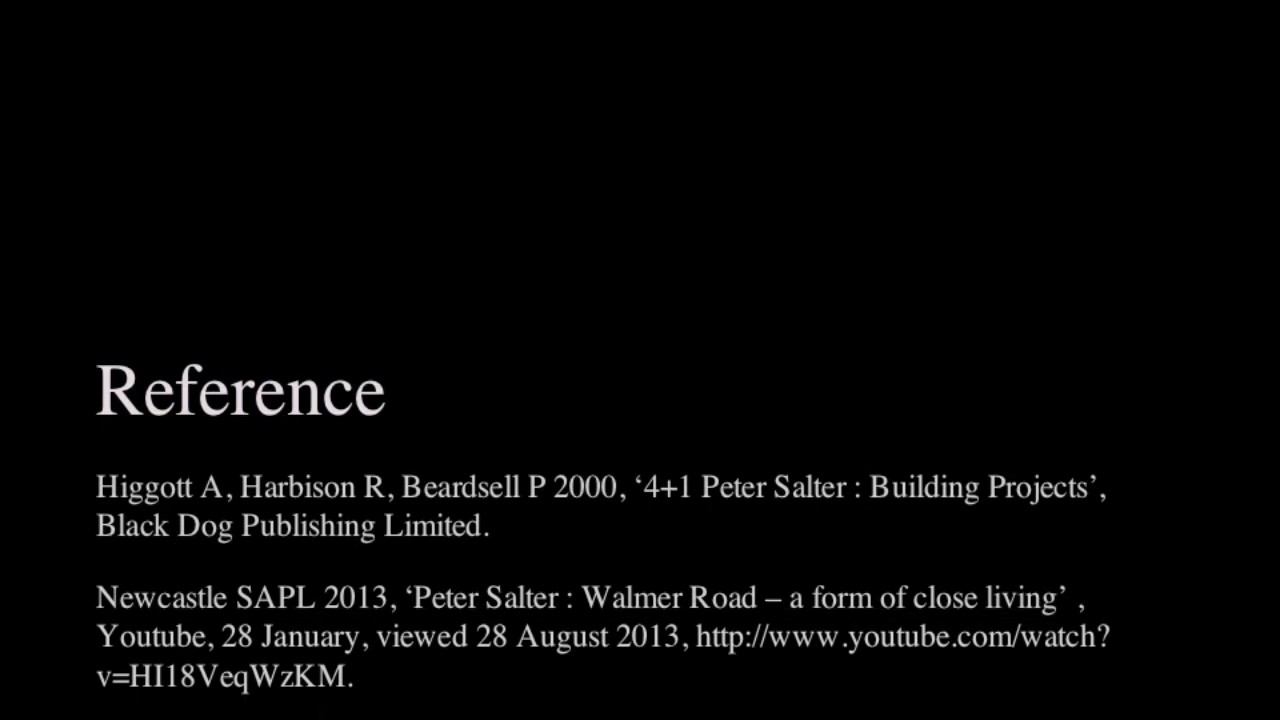 Reference
Higgott A, Harbison R, Beardsell P 2000, ‘4+1 Peter Salter : Building Projects’,
Black Dog Publishing Limited.
Newcastle SAPL 2013, ‘Peter Salter : Walmer Road – a form of close living’ ,
Youtube, 28 January, viewed 28 August 2013, http://www.youtube.com/watch?
v=HI18VeqWzKM.